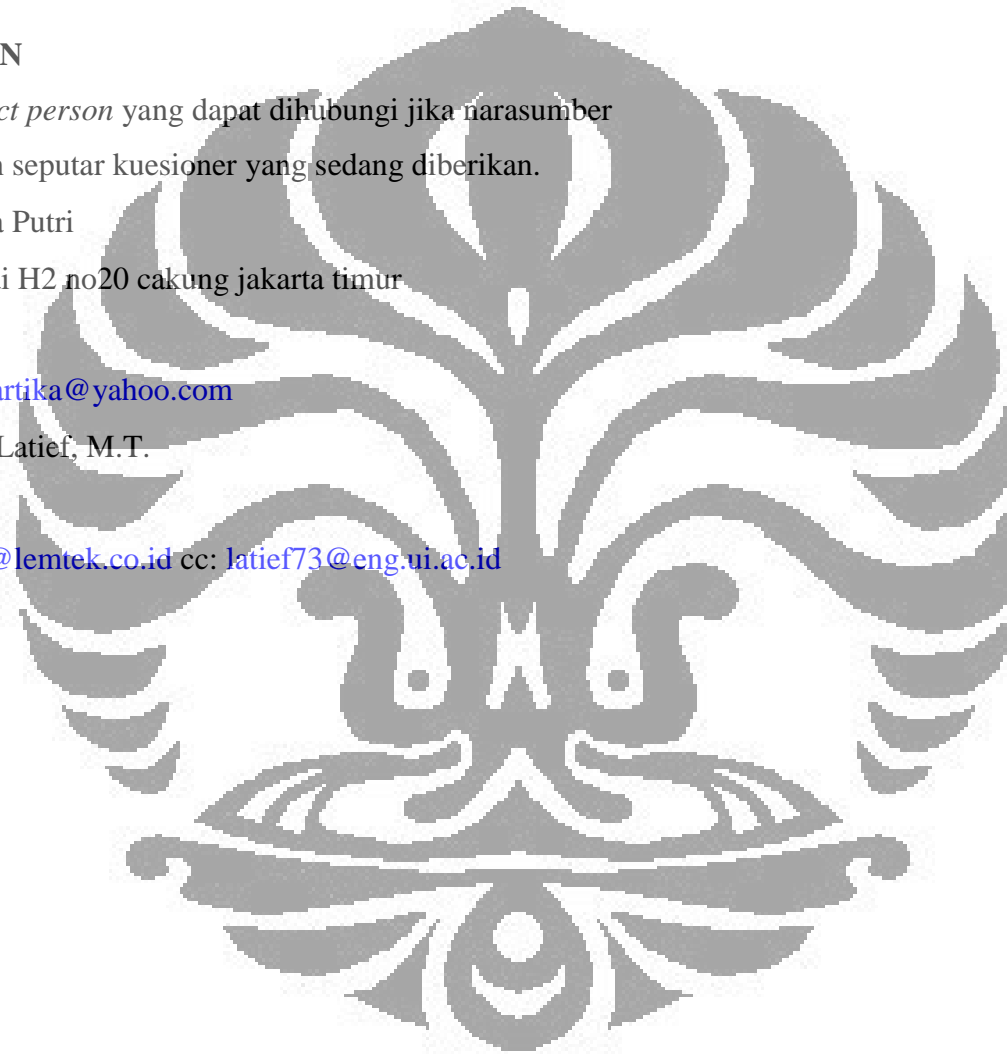 N
ct person yang dapat dihubungi jika narasumber
n seputar kuesioner yang sedang diberikan.
a Putri
i H2 no20 cakung jakarta timur
artika@yahoo.com
Latief, M.T.
@lemtek.co.id cc: latief73@eng.ui.ac.id